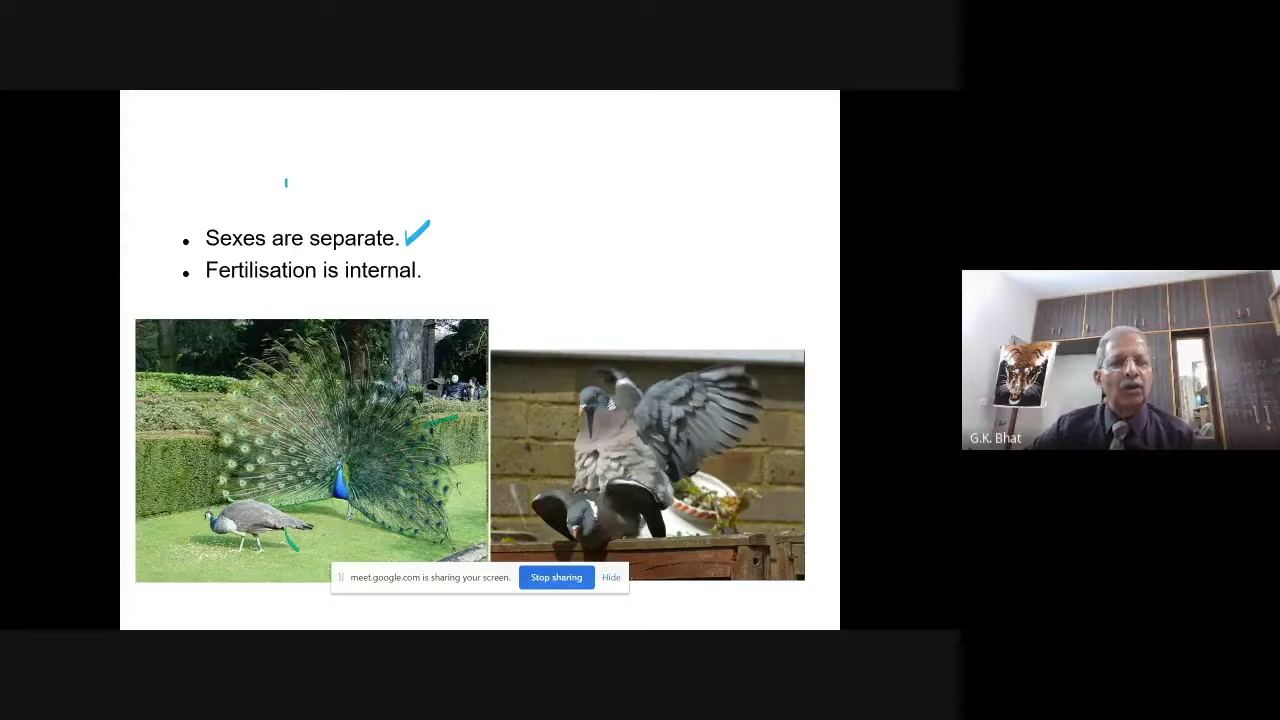 • Sexes are separate.
• Fertilisation is internal.
meet.google.com is sharing your screen. Stop sharing Hide
G.K. Bhat